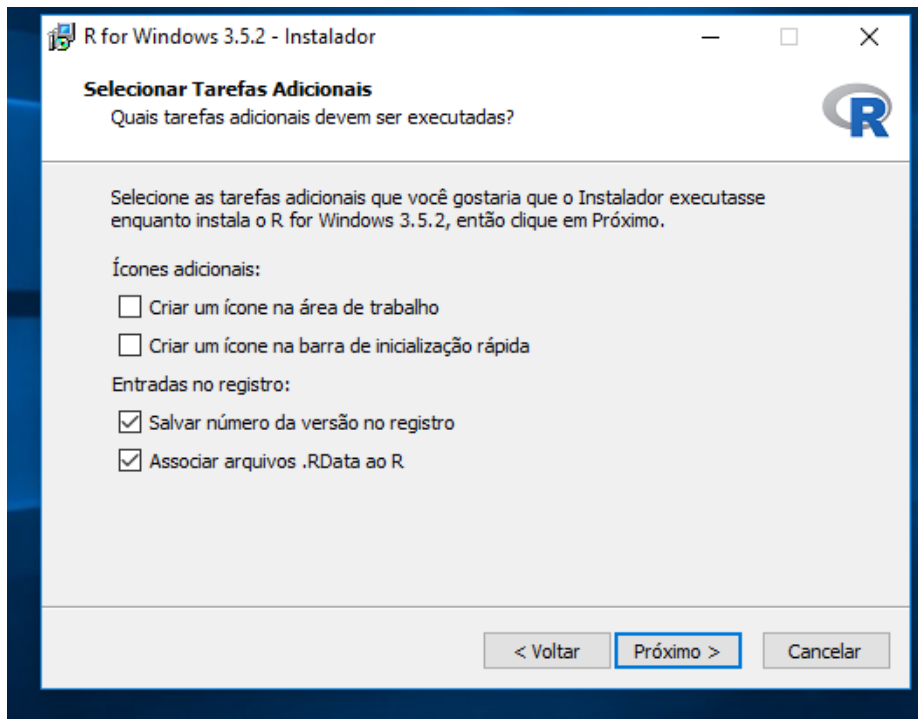 R for Windows 3.5.2 - Instalador
Selecionar Tarefas Adicionais
Quais tarefas adicionais devem ser executadas?
R
Selecione as tarefas adicionais que você gostaria que o Instalador executasse
enquanto instala o R for Windows 3.5.2, então clique em Próximo.
Ícones adicionais:
Criar um ícone na área de trabalho
Criar um ícone na barra de inicialização rápida
Entradas no registro:
Salvar número da versão no registro
Associar arquivos .RData ao R
< Voltar
Próximo >
Cancelar